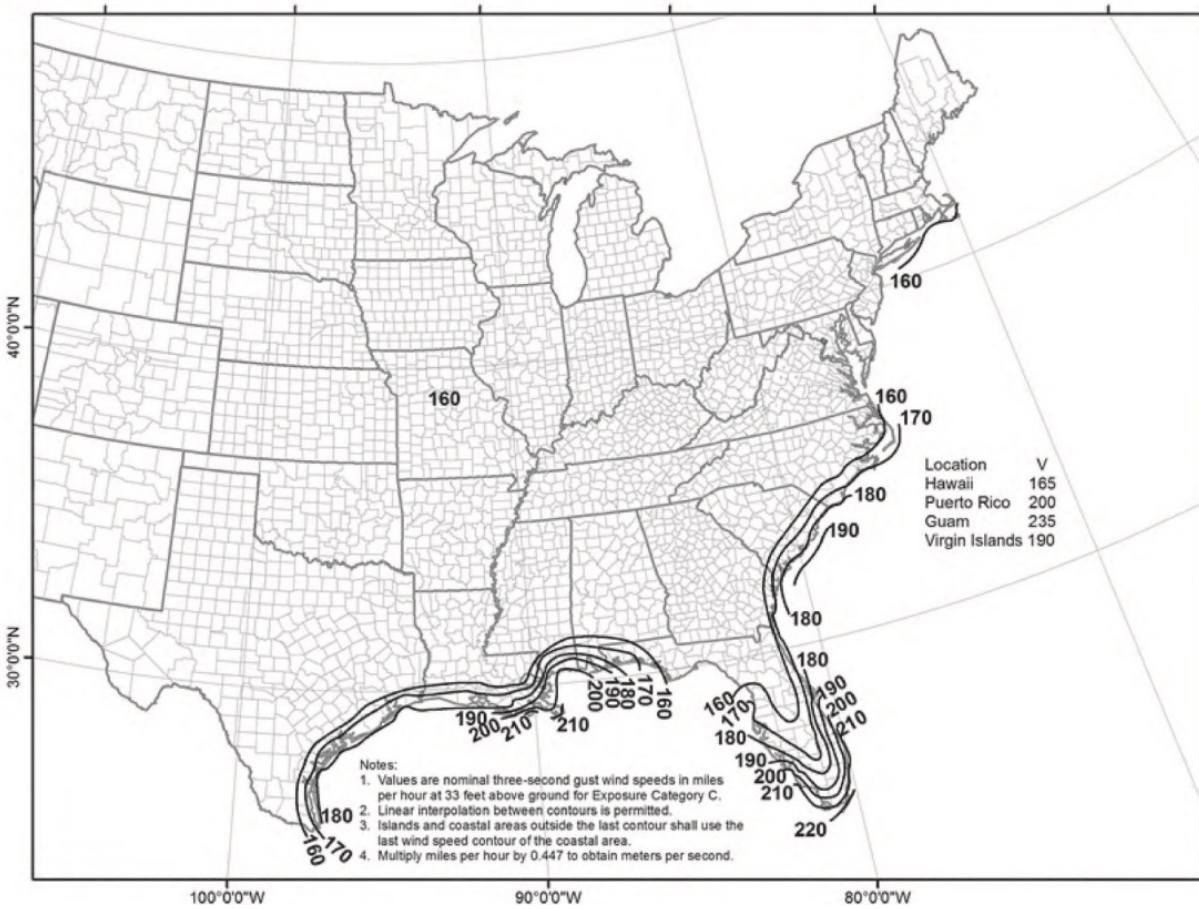 160
160
170
Location V
Hawaii 165
Puerto Rico 200
Guam 235
Virgin Islands 190
160
180
190
180
180
190
200
210
160
170
180
190
200
210
220
160
170
180
190
200
210
190
200
210
180
160
170
Notes:
1. Values are nominal three-second gust wind speeds in miles
per hour at 33 feet above ground for Exposure Category C.
2. Linear interpolation between contours is permitted.
3. Islands and coastal areas outside the last contour shall use the
last wind speed contour of the coastal area.
4. Multiply miles per hour by 0.447 to obtain meters per second.
40°0'0"N
30°0'0"N
100°0'0"W
90°0'0"W
80°0'0"W